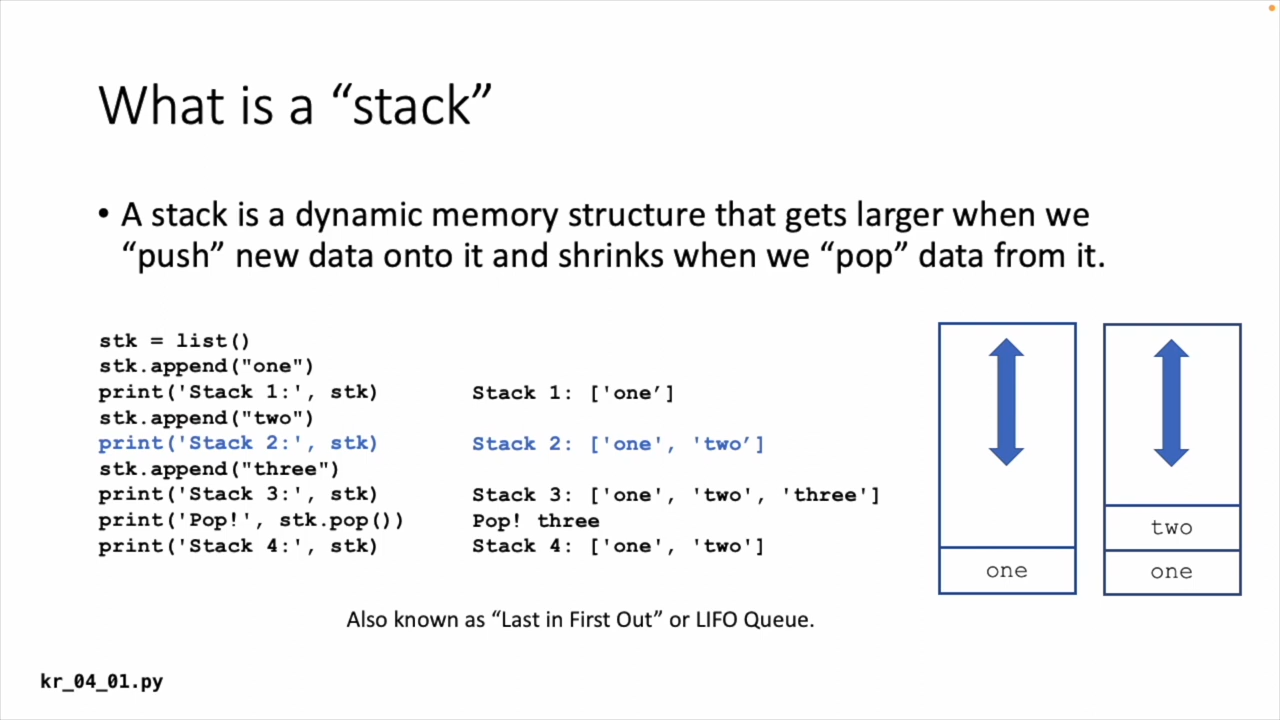 What is a “stack”
• A stack is a dynamic memory structure that gets larger when we
“push” new data onto it and shrinks when we “pop” data from it.
stk = list()
stk.append("one")
print('Stack 1:', stk)
stk.append("two")
print('Stack 2:', stk)
stk.append("three")
print('Stack 3:', stk)
print('Pop!', stk.pop())
print('Stack 4:', stk)
Stack 1: ['one’]
Stack 2: ['one', 'two’]
Stack 3: ['one', 'two', 'three']
Pop! three
Stack 4: ['one', 'two']
one
two
one
Also known as “Last in First Out” or LIFO Queue.
kr_04_01.py